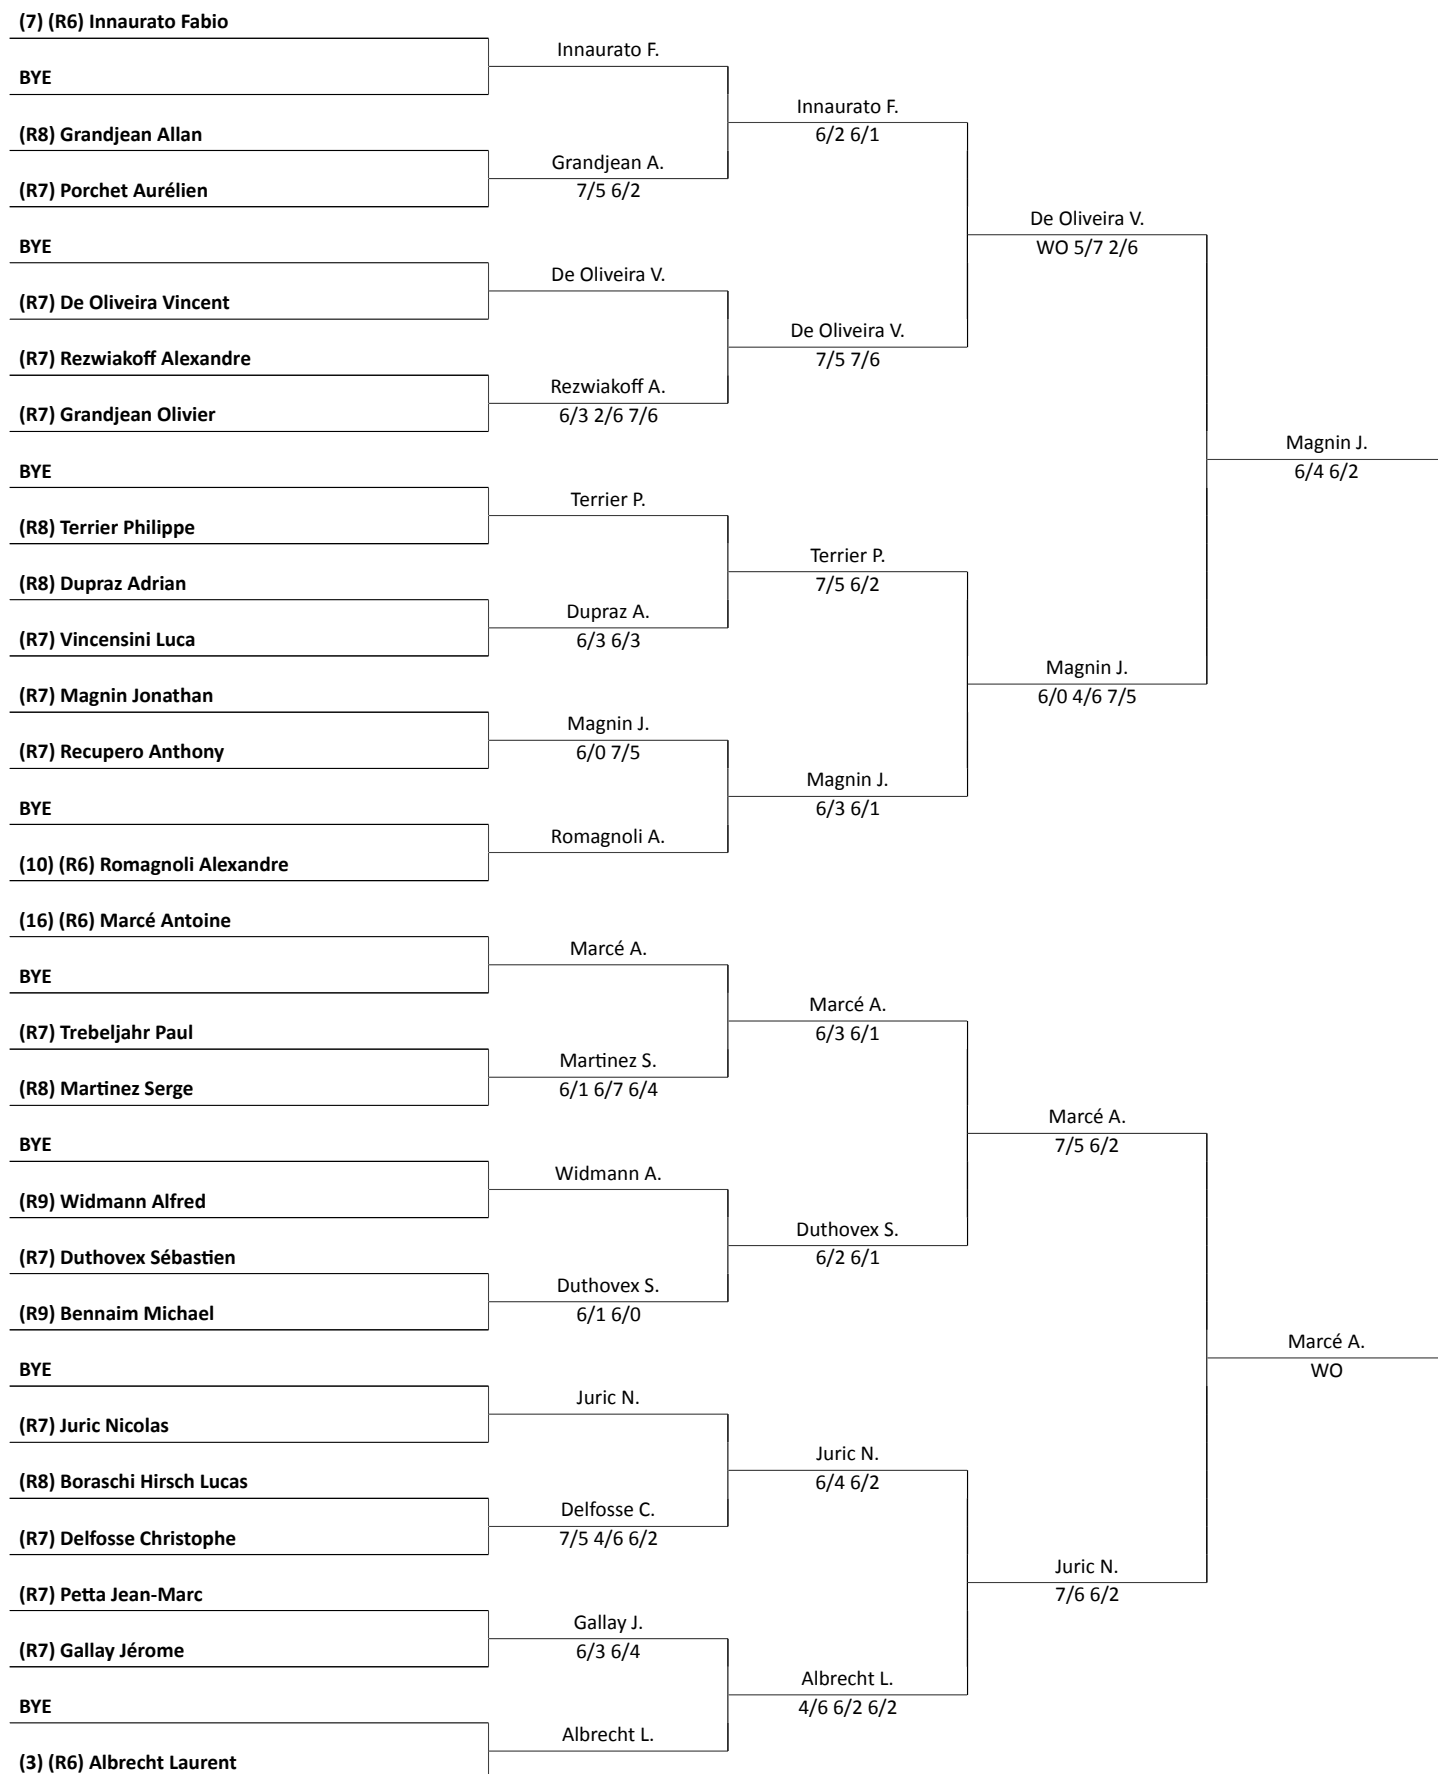 (7) (R6) Innaurato Fabio
Innaurato F.
BYE
Innaurato F.
6/2 6/1
(R8) Grandjean Allan
Grandjean A.
7/5 6/2
(R7) Porchet Aurélien
De Oliveira V.
WO 5/7 2/6
BYE
De Oliveira V.
(R7) De Oliveira Vincent
De Oliveira V.
7/5 7/6
(R7) Rezwiakoff Alexandre
Rezwiakoff A.
6/3 2/6 7/6
(R7) Grandjean Olivier
Magnin J.
6/4 6/2
BYE
Terrier P.
(R8) Terrier Philippe
Terrier P.
7/5 6/2
(R8) Dupraz Adrian
Dupraz A.
6/3 6/3
(R7) Vincensini Luca
Magnin J.
6/0 4/6 7/5
(R7) Magnin Jonathan
Magnin J.
6/0 7/5
(R7) Recupero Anthony
Magnin J.
6/3 6/1
BYE
Romagnoli A.
(10) (R6) Romagnoli Alexandre
(16) (R6) Marcé Antoine
Marcé A.
BYE
Marcé A.
6/3 6/1
(R7) Trebeljahr Paul
Martinez S.
6/1 6/7 6/4
(R8) Martinez Serge
Marcé A.
7/5 6/2
BYE
Widmann A.
(R9) Widmann Alfred
Duthovex S.
6/2 6/1
(R7) Duthovex Sébastien
Duthovex S.
6/1 6/0
(R9) Bennaim Michael
Marcé A.
WO
BYE
Juric N.
(R7) Juric Nicolas
Juric N.
6/4 6/2
(R8) Boraschi Hirsch Lucas
Delfosse C.
7/5 4/6 6/2
(R7) Delfosse Christophe
Juric N.
7/6 6/2
(R7) Petta Jean-Marc
Gallay J.
6/3 6/4
(R7) Gallay Jérome
Albrecht L.
4/6 6/2 6/2
BYE
Albrecht L.
(3) (R6) Albrecht Laurent